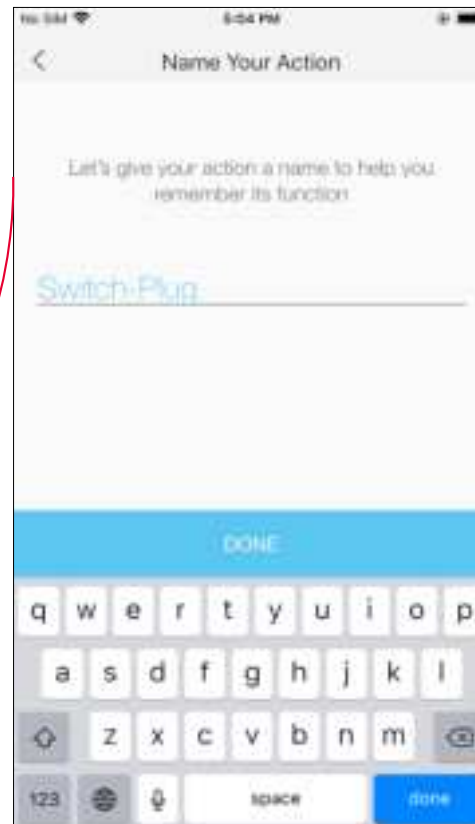 No SIM 5:04 PM
Name Your Action
Let's give your action a name to help you
remember its function
Switch-Plug
DONE
q w e r t y u i o p
a s d f g h j k l
z x c v b n m
123 space done